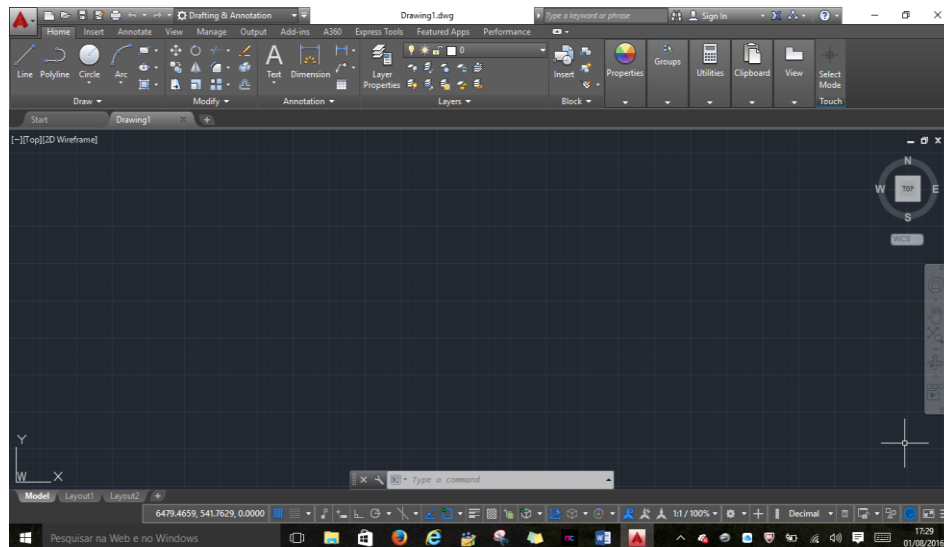 Drafting & Annotation
Drawing1.dwg
Type a keyword or phrase
Sign In
Home Insert Annotate View Manage Output Add-ins A360 Express Tools Featured Apps Performance
Line Polyline Circle Arc
Text Dimension
Layer Properties
0
Insert
Properties
Groups
Utilities
Clipboard
View
Select Mode
Draw Modify Annotation Layers Block Touch
Start Drawing1
[−][Top][2D Wireframe]
N
W TOP E
S
WCS
Y
W X
Type a command
Model Layout1 Layout2
6479.4659, 541.7629, 0.0000
1:1 / 100%
Decimal
Pesquisar na Web e no Windows
17:29
01/08/2016